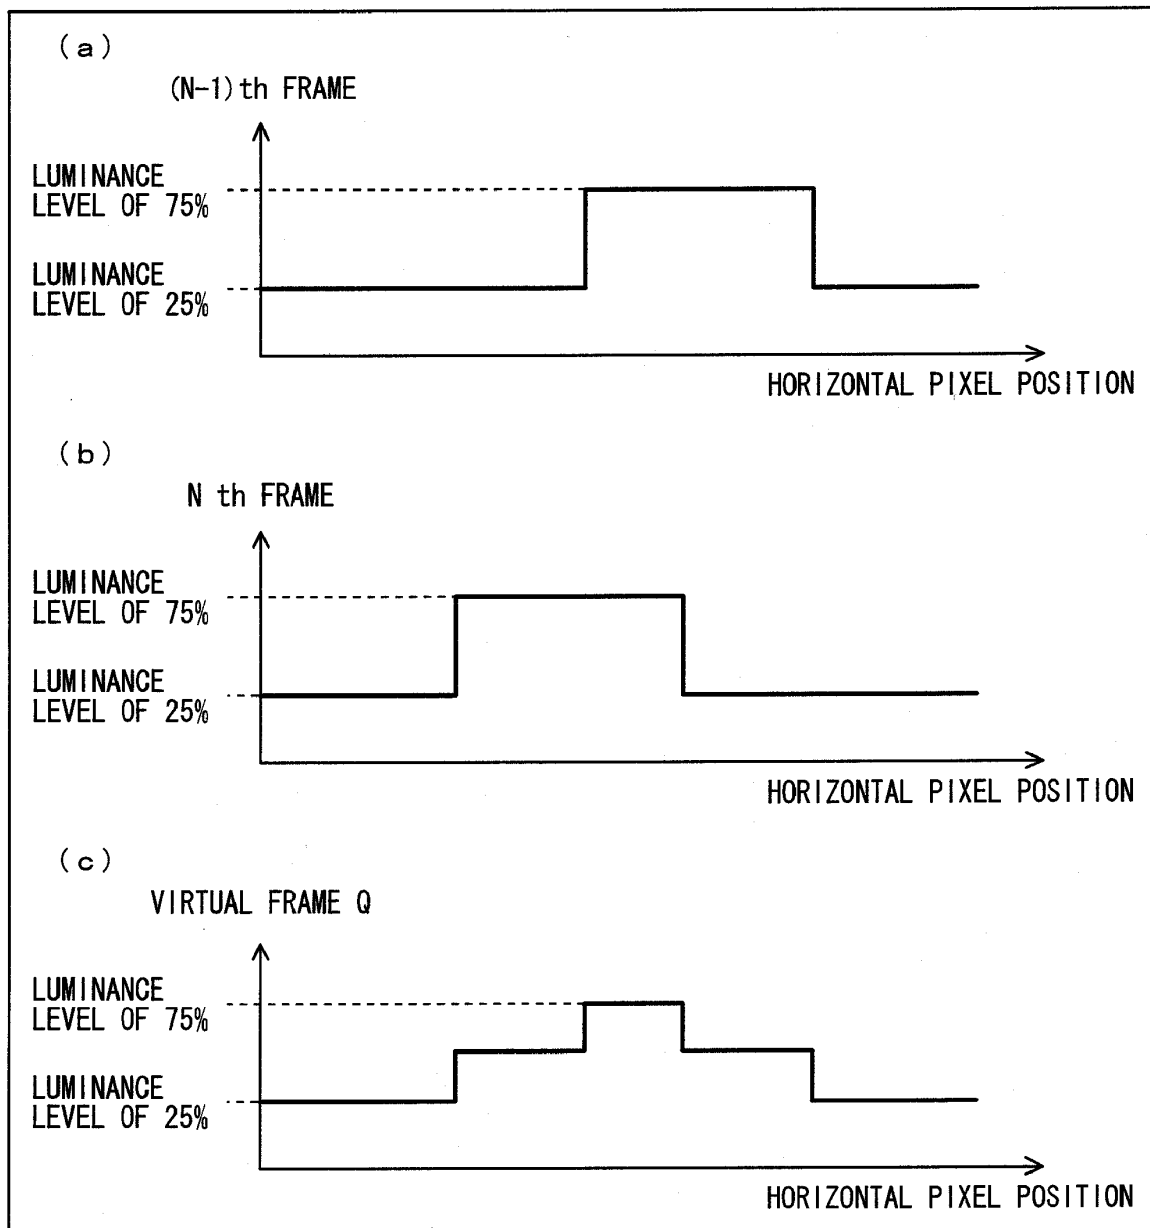 (a)
(N-1)th FRAME
LUMINANCE
LEVEL OF 75%
LUMINANCE
LEVEL OF 25%
HORIZONTAL PIXEL POSITION
(b)
N th FRAME
LUMINANCE
LEVEL OF 75%
LUMINANCE
LEVEL OF 25%
HORIZONTAL PIXEL POSITION
(c)
VIRTUAL FRAME Q
LUMINANCE
LEVEL OF 75%
LUMINANCE
LEVEL OF 25%
HORIZONTAL PIXEL POSITION